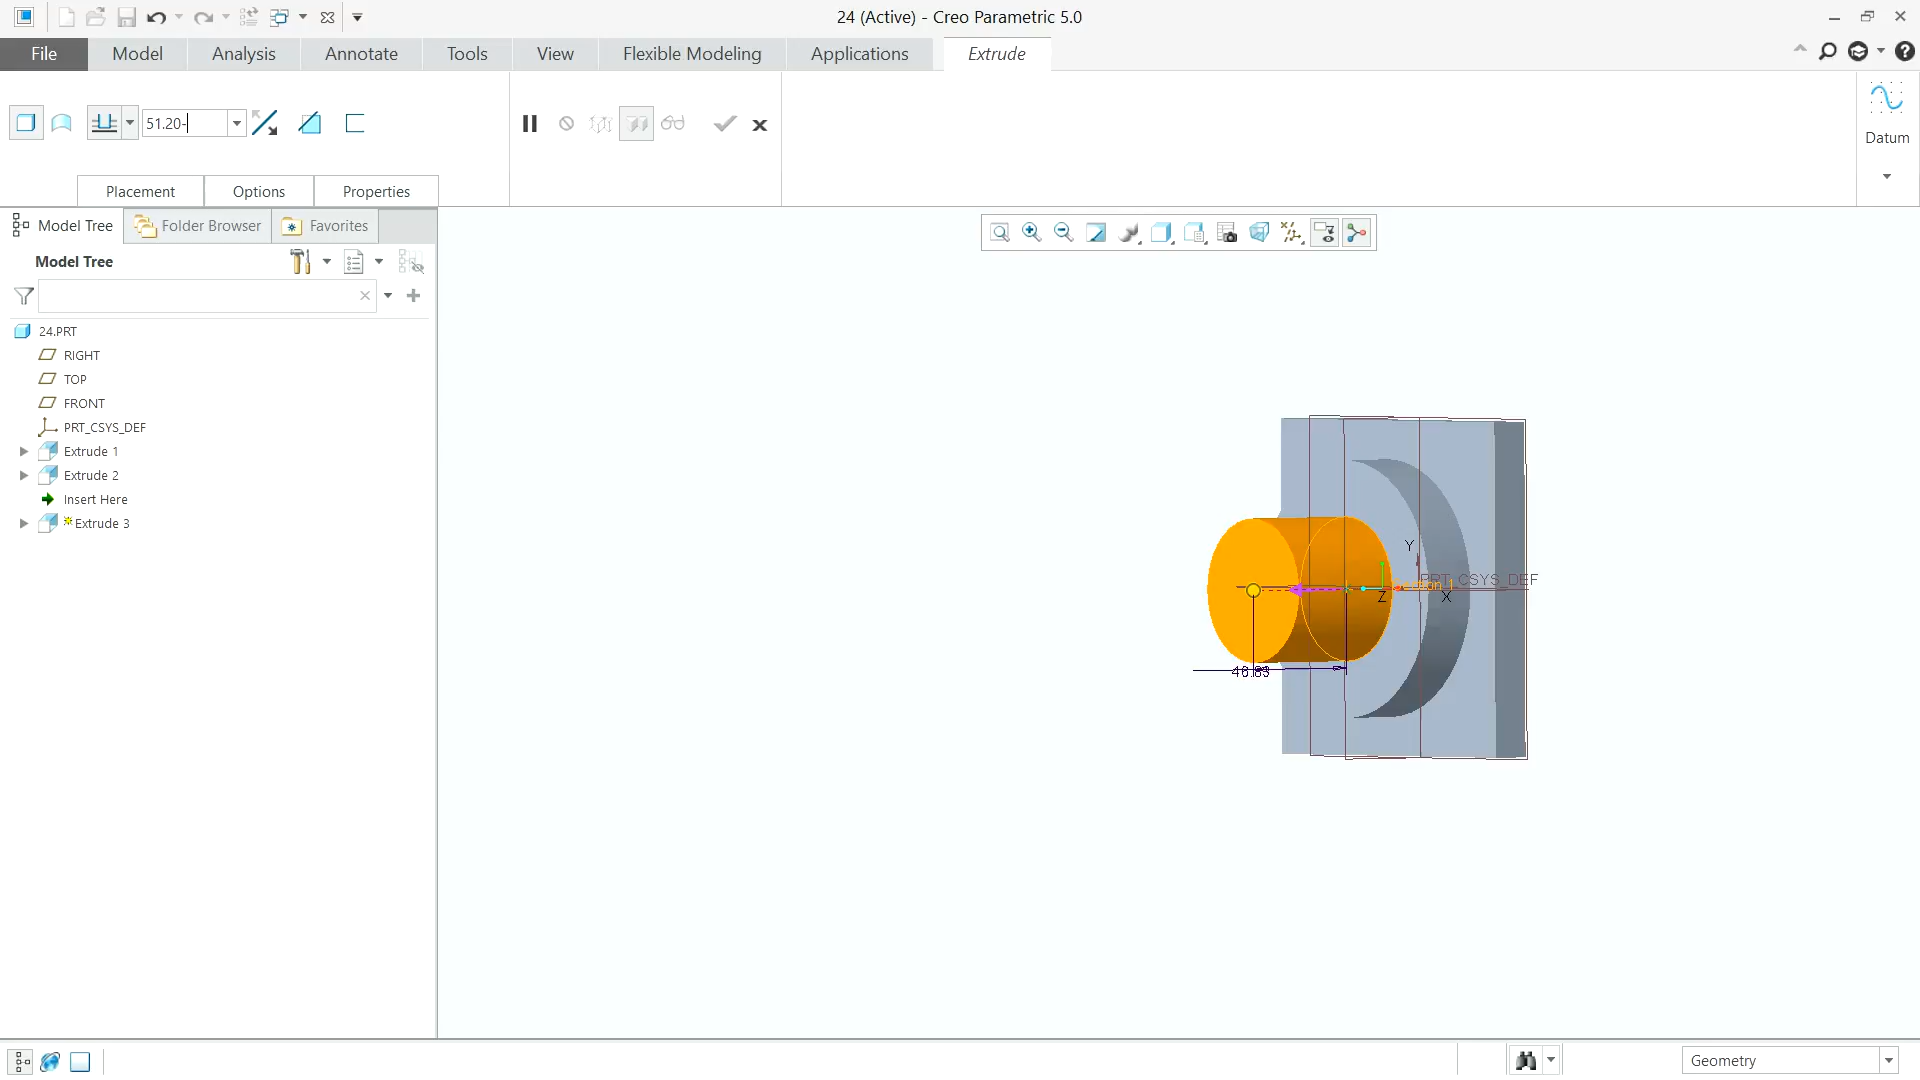 24 (Active) - Creo Parametric 5.0
File Model Analysis Annotate Tools View Flexible Modeling Applications Extrude
51.20-
Datum
Placement Options Properties
Model Tree Folder Browser Favorites
Model Tree
24.PRT
RIGHT
TOP
FRONT
PRT_CSYS_DEF
Extrude 1
Extrude 2
Insert Here
Extrude 3
Y
PRT_CSYS_DEF
Section 1
Z X
46.83
Geometry